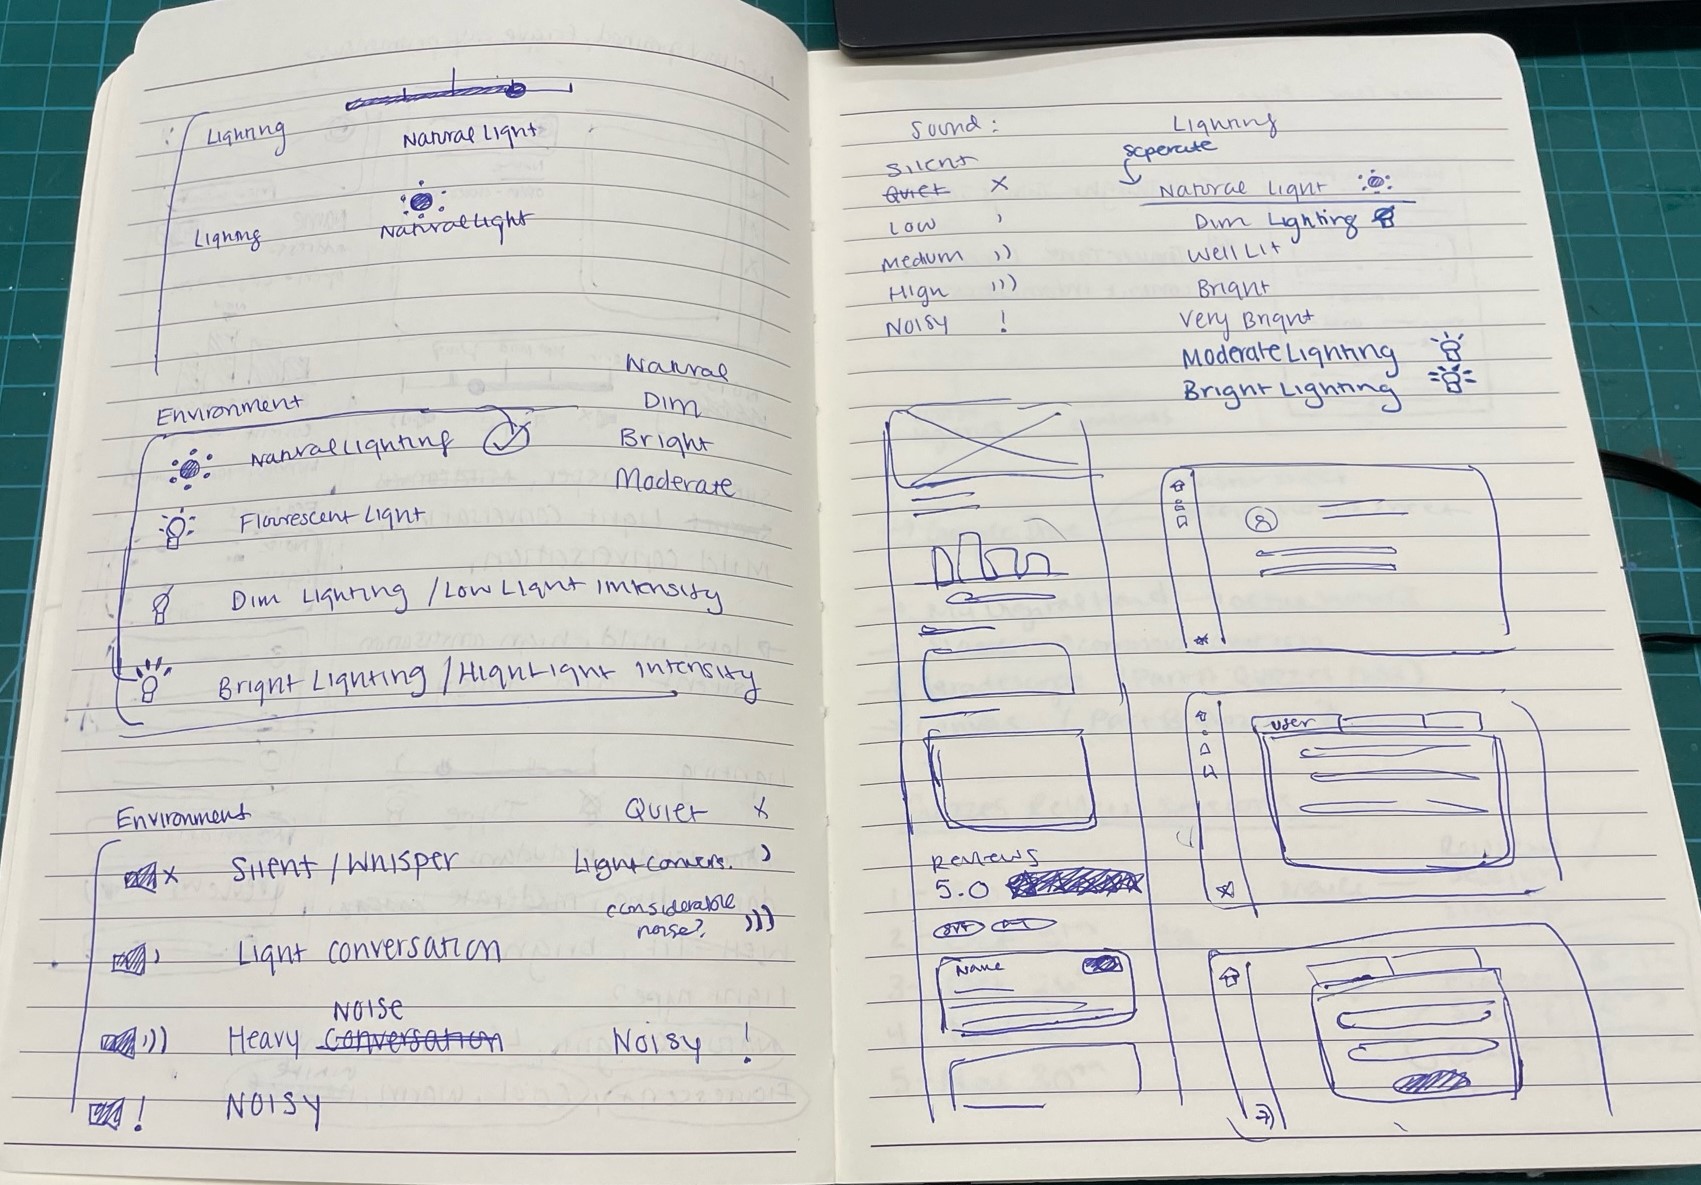 Lighting
Natural Light
Lighting
Natural Light
Natural
Dim
Bright
Moderate
Environment
Natural Lighting
Flourescent Light
Dim Lighting / Low Light Intensity
Bright Lighting / High Light Intensity
Environment
Quiet x
x Silent / Whisper
Light convers. )
considerable
noise? )))
) Light conversation
NOISE
))) Heavy Conversation
Noisy !
! NOISY
Sound:
Silent
Quiet x
Low )
Medium ))
High )))
NOISY !
Lighting
Seperate
Natural Light
Dim Lighting
Well Lit
Bright
Very Bright
Moderate Lighting
Bright Lighting
Reviews
5.0
Name
User